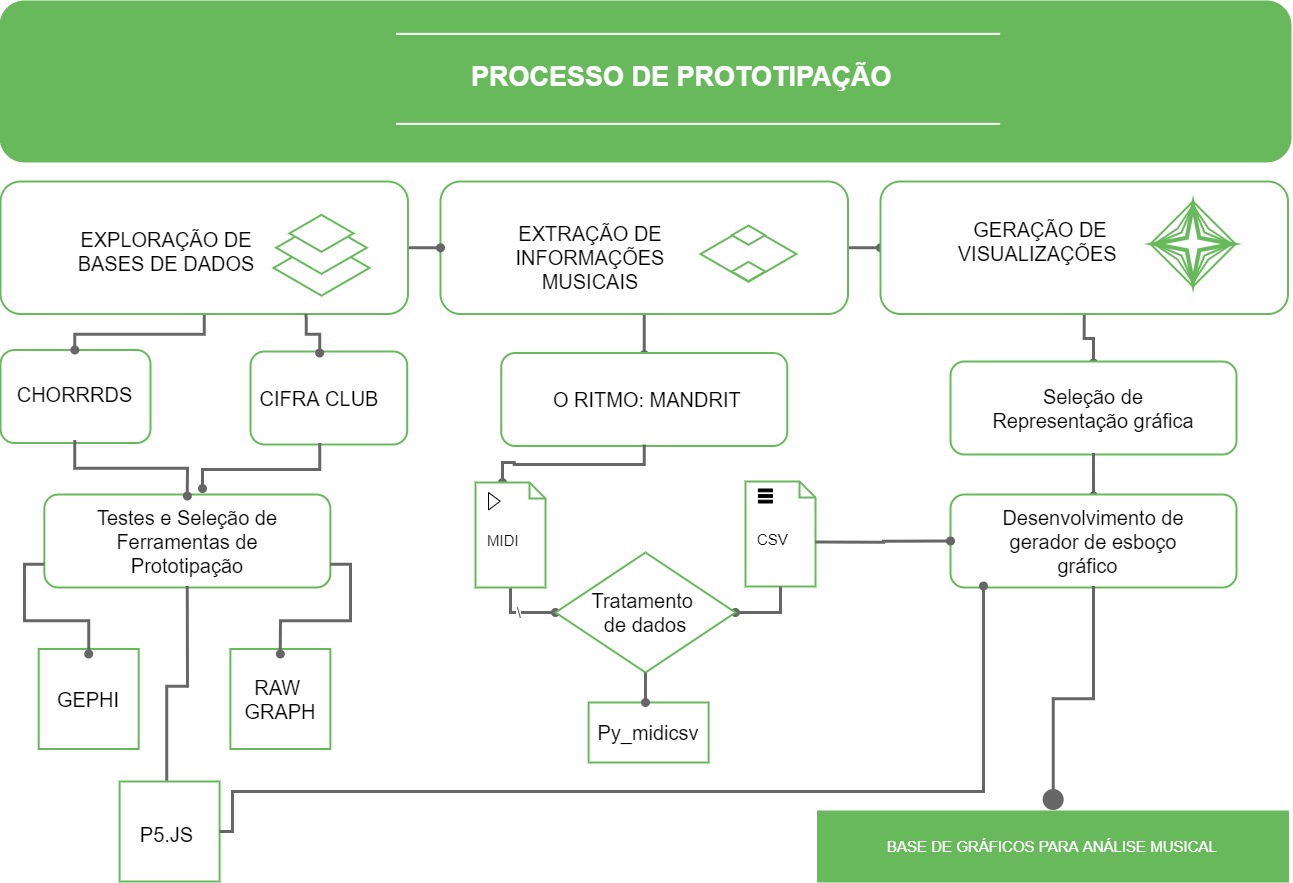 PROCESSO DE PROTOTIPAÇÃO
EXPLORAÇÃO DE
BASES DE DADOS
EXTRAÇÃO DE
INFORMAÇÕES
MUSICAIS
GERAÇÃO DE
VISUALIZAÇÕES
CHORRRDS
CIFRA CLUB
O RITMO: MANDRIT
Seleção de
Representação gráfica
Testes e Seleção de
Ferramentas de
Prototipação
MIDI
CSV
Desenvolvimento de
gerador de esboço
gráfico
Tratamento
de dados
GEPHI
RAW
GRAPH
Py_midicsv
P5.JS
BASE DE GRÁFICOS PARA ANÁLISE MUSICAL